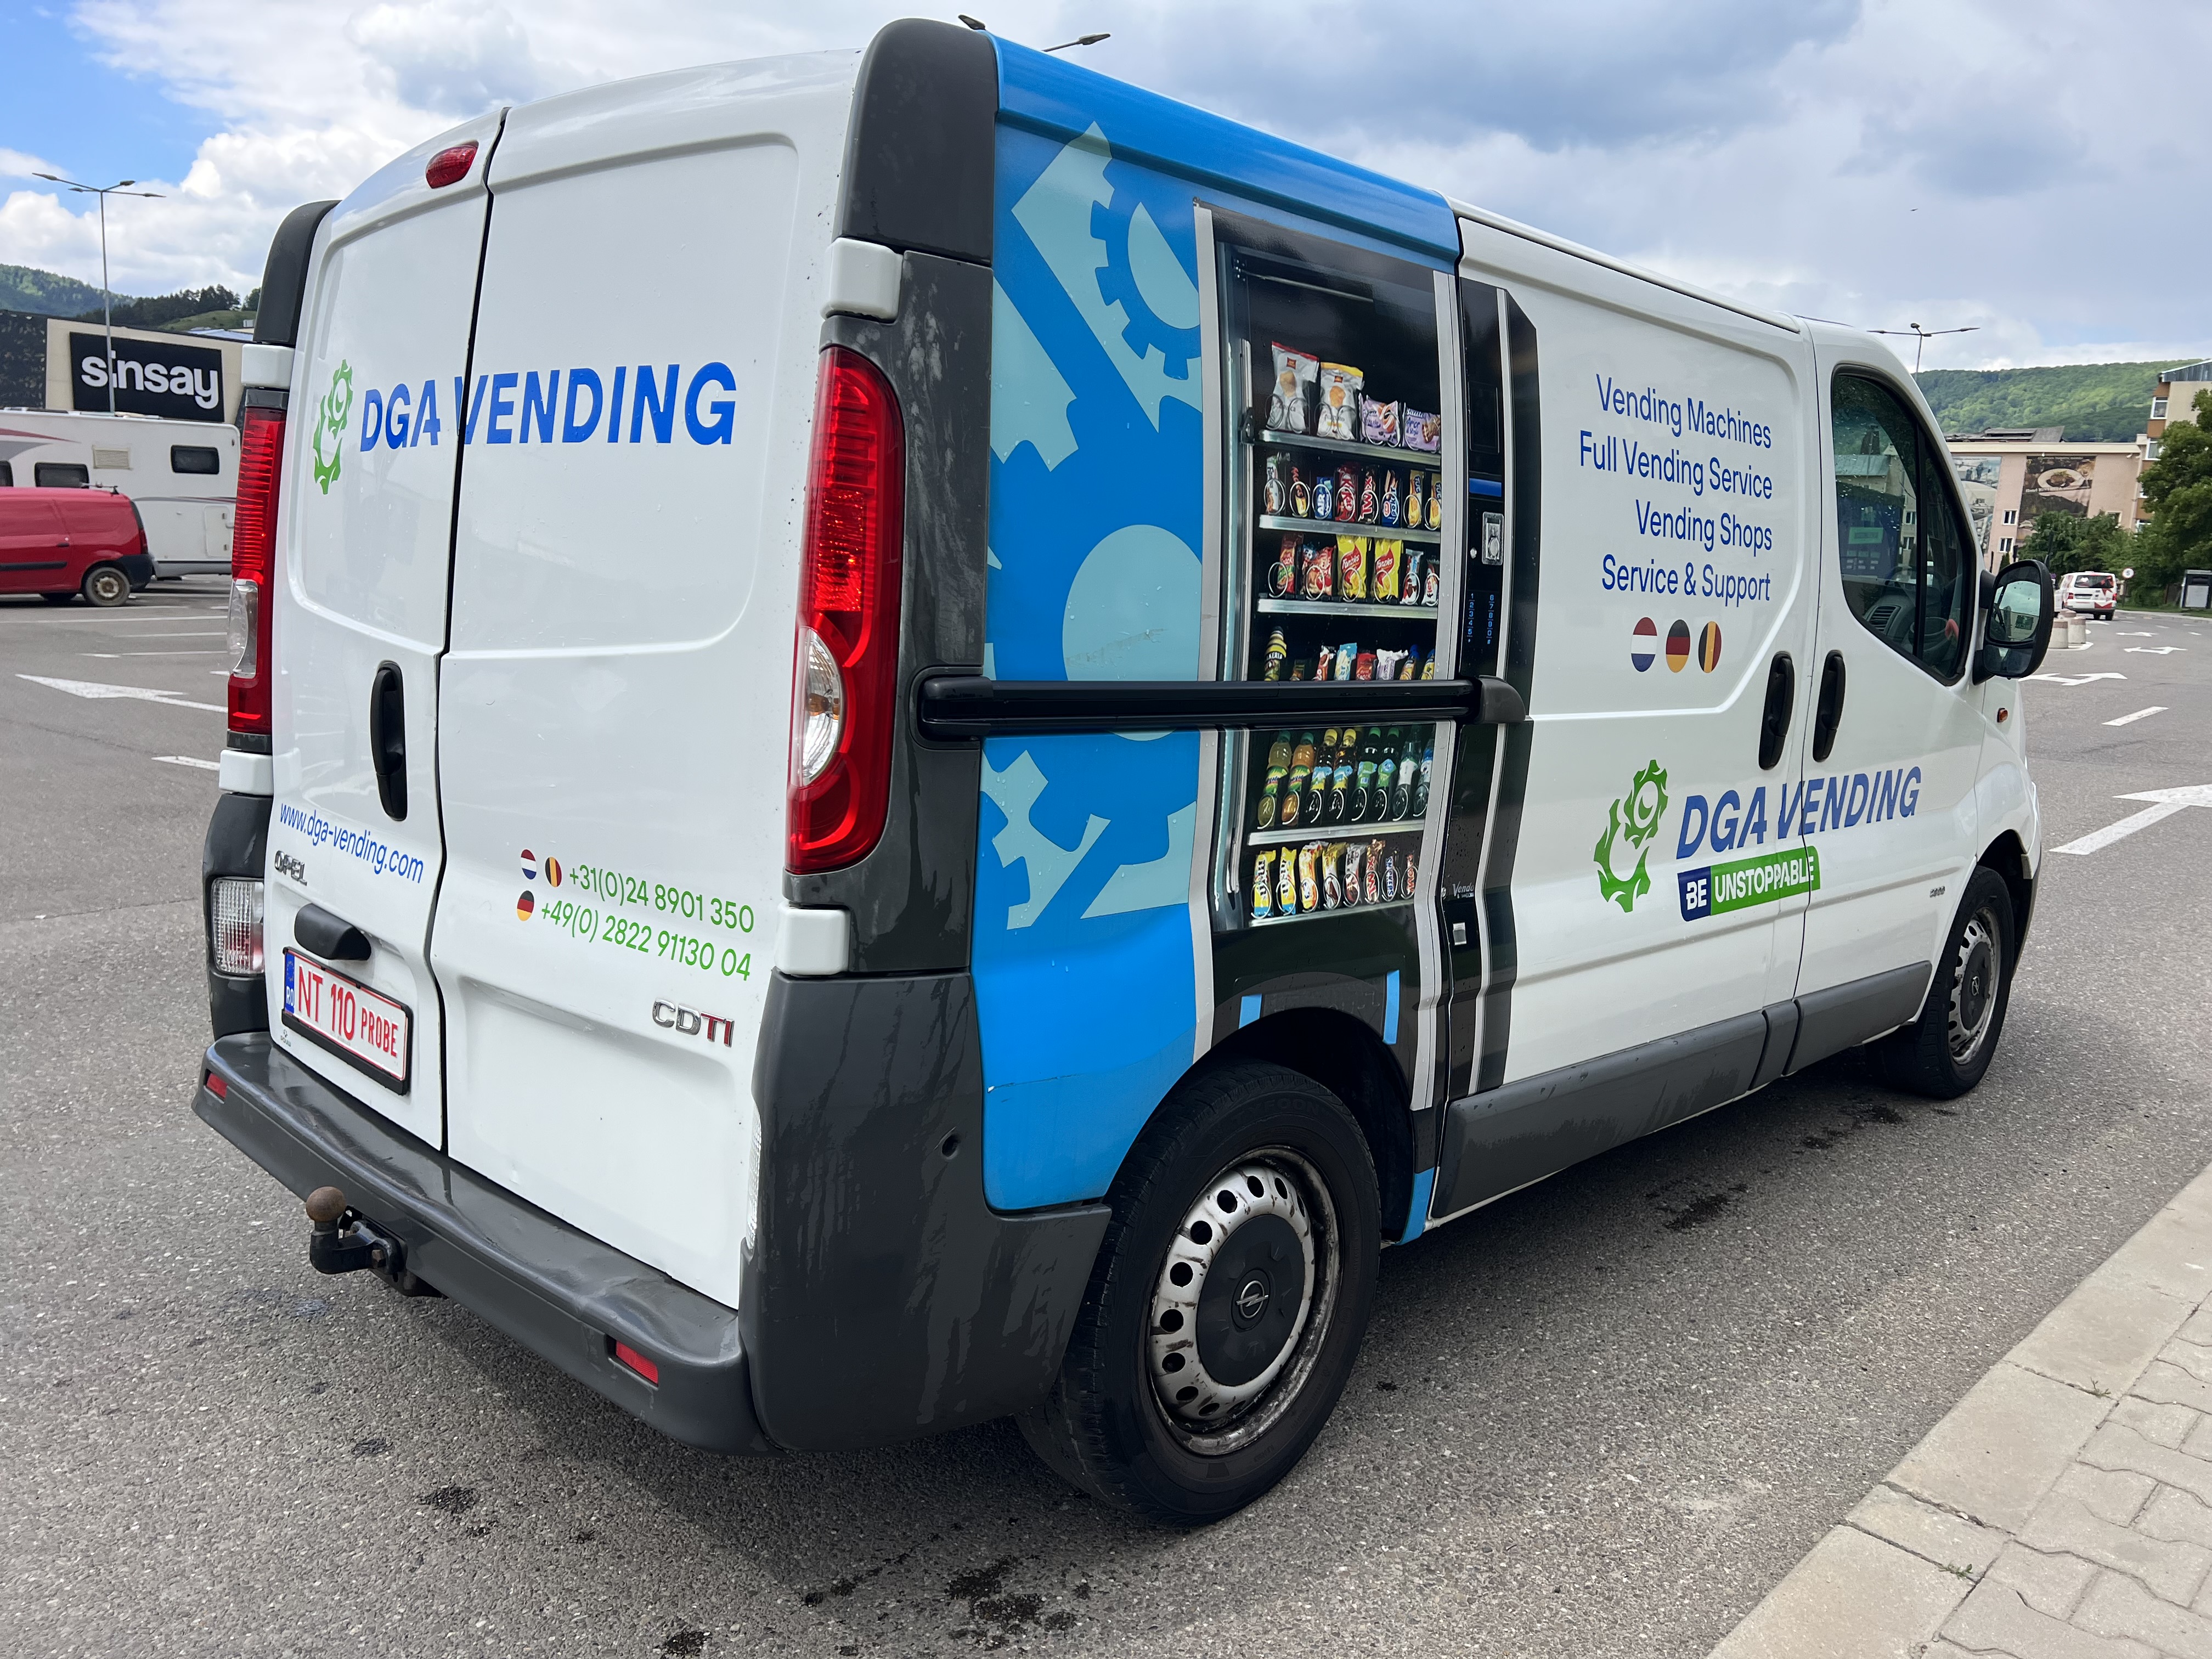 sinsay
DGA VENDING
www.dga-vending.com
OPEL
+31(0)24 8901 350
+49(0) 2822 91130 04
CDTI
RO
NT 110 PROBE
Vending Machines
Full Vending Service
Vending Shops
Service & Support
DGA VENDING
BE UNSTOPPABLE